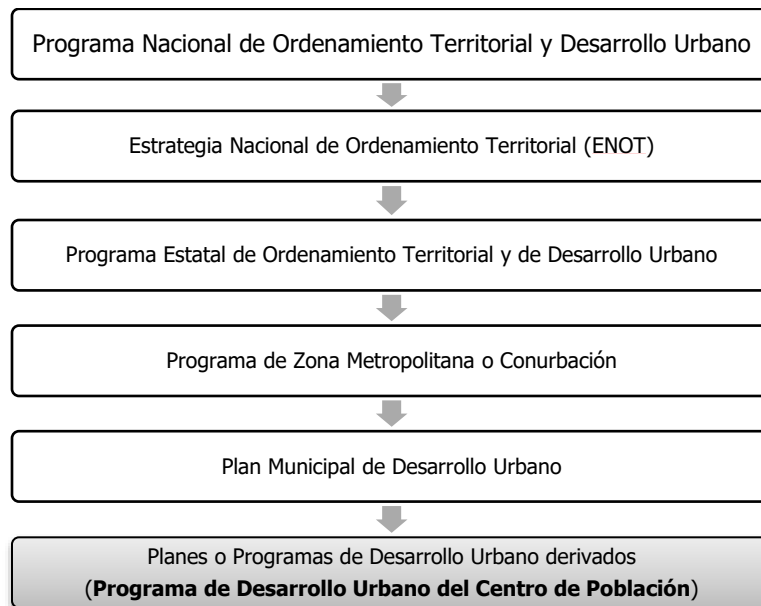 Programa Nacional de Ordenamiento Territorial y Desarrollo Urbano
Estrategia Nacional de Ordenamiento Territorial (ENOT)
Programa Estatal de Ordenamiento Territorial y de Desarrollo Urbano
Programa de Zona Metropolitana o Conurbación
Plan Municipal de Desarrollo Urbano
Planes o Programas de Desarrollo Urbano derivados
(Programa de Desarrollo Urbano del Centro de Población)